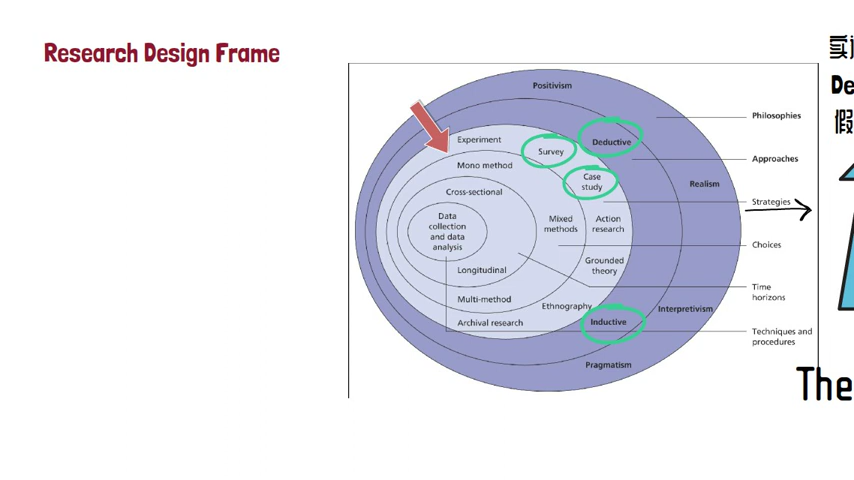 Research Design Frame
Positivism
Philosophies
Experiment
Survey
Deductive
Approaches
Mono method
Case
study
Realism
Cross-sectional
Strategies
Data
collection
and data
analysis
Mixed
methods
Action
research
Choices
Grounded
theory
Longitudinal
Time
horizons
Multi-method
Ethnography
Interpretivism
Archival research
Inductive
Techniques and
procedures
Pragmatism
De
假
The